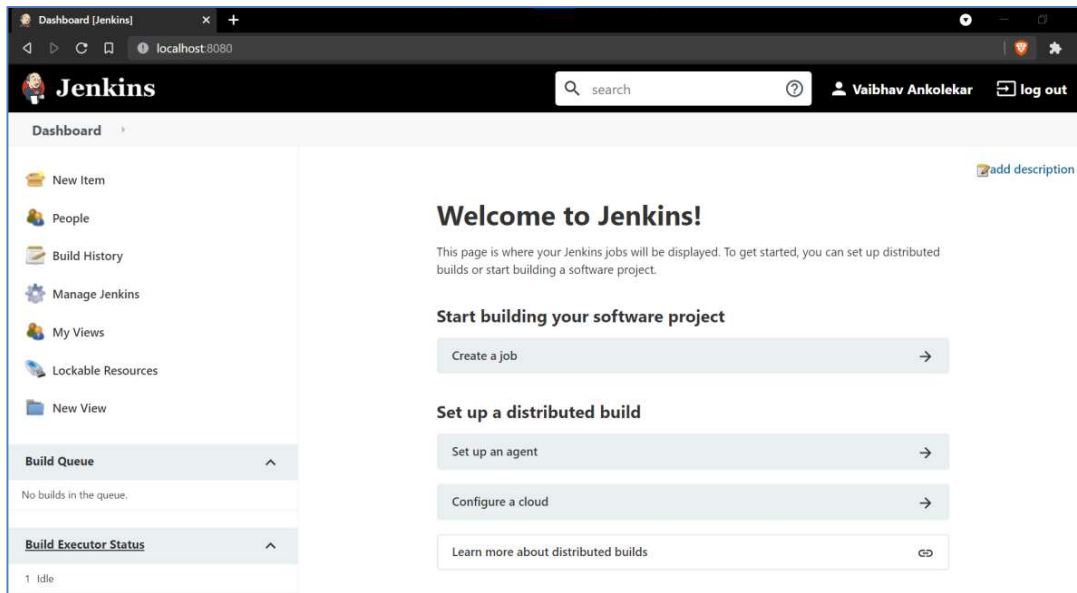 Dashboard [Jenkins]
localhost:8080
Jenkins
search
Vaibhav Ankolekar
log out
Dashboard
add description
New Item
People
Build History
Manage Jenkins
My Views
Lockable Resources
New View
Build Queue
No builds in the queue.
Build Executor Status
1 Idle
Welcome to Jenkins!
This page is where your Jenkins jobs will be displayed. To get started, you can set up distributed
builds or start building a software project.
Start building your software project
Create a job
Set up a distributed build
Set up an agent
Configure a cloud
Learn more about distributed builds